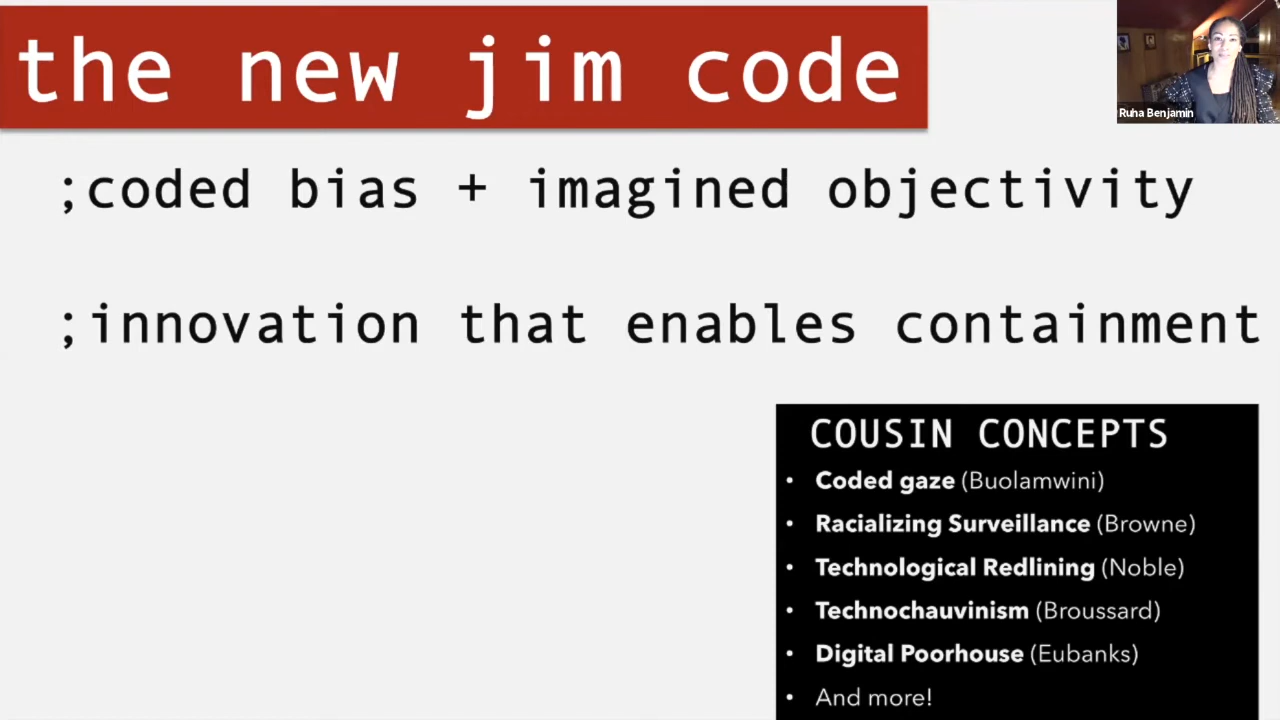 the new jim code
Ruha Benjamin
;coded bias + imagined objectivity
;innovation that enables containment
COUSIN CONCEPTS
• Coded gaze (Buolamwini)
• Racializing Surveillance (Browne)
• Technological Redlining (Noble)
• Technochauvinism (Broussard)
• Digital Poorhouse (Eubanks)
• And more!